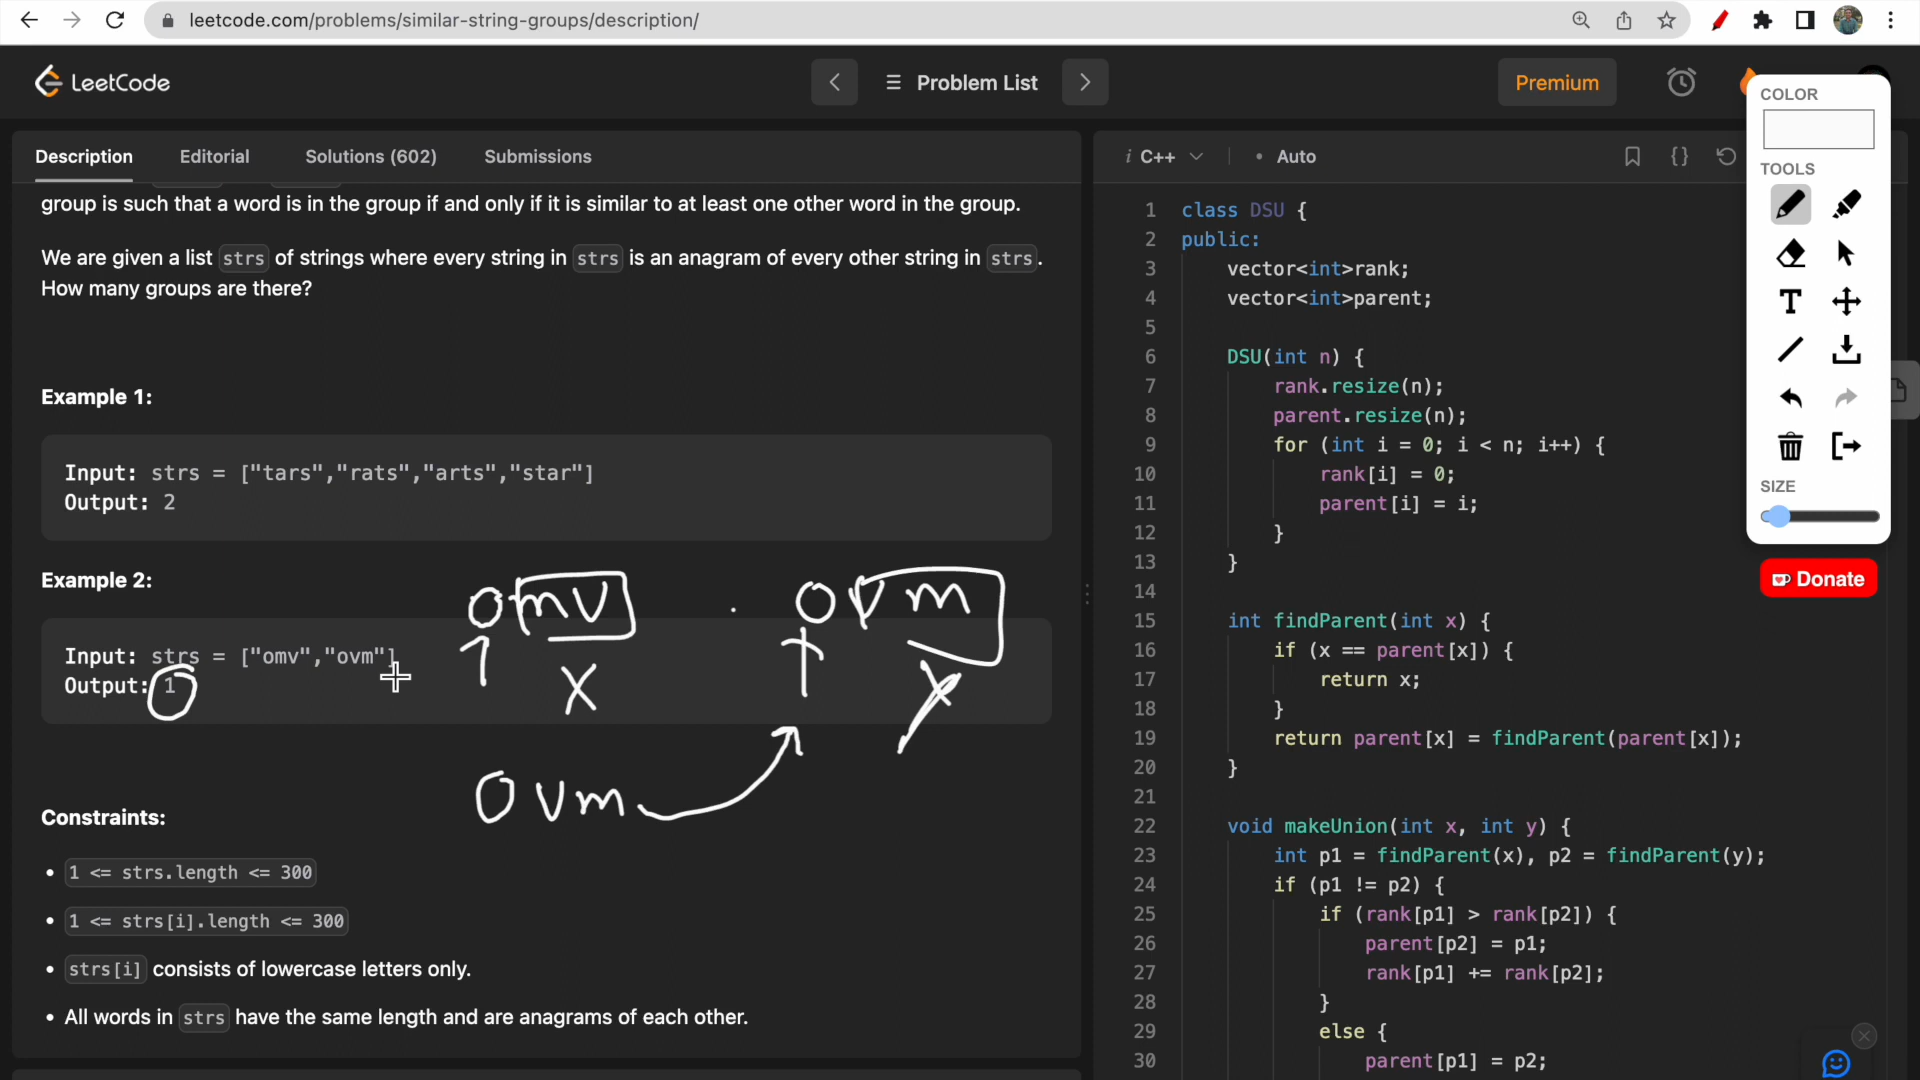 leetcode.com/problems/similar-string-groups/description/
LeetCode
Problem List
Premium
COLOR
TOOLS
SIZE
Donate
Description Editorial Solutions (602) Submissions
group is such that a word is in the group if and only if it is similar to at least one other word in the group.
We are given a list strs of strings where every string in strs is an anagram of every other string in strs.
How many groups are there?
Example 1:
Input: strs = ["tars","rats","arts","star"]
Output: 2
Example 2:
Input: strs = ["omv","ovm"]
Output: 1
omv ovm
x x
ovm
Constraints:
• 1 <= strs.length <= 300
• 1 <= strs[i].length <= 300
• strs[i] consists of lowercase letters only.
• All words in strs have the same length and are anagrams of each other.
i C++ • Auto {}
1 class DSU {
2 public:
3 vector<int>rank;
4 vector<int>parent;
5
6 DSU(int n) {
7 rank.resize(n);
8 parent.resize(n);
9 for (int i = 0; i < n; i++) {
10 rank[i] = 0;
11 parent[i] = i;
12 }
13 }
14
15 int findParent(int x) {
16 if (x == parent[x]) {
17 return x;
18 }
19 return parent[x] = findParent(parent[x]);
20 }
21
22 void makeUnion(int x, int y) {
23 int p1 = findParent(x), p2 = findParent(y);
24 if (p1 != p2) {
25 if (rank[p1] > rank[p2]) {
26 parent[p2] = p1;
27 rank[p1] += rank[p2];
28 }
29 else {
30 parent[p1] = p2;